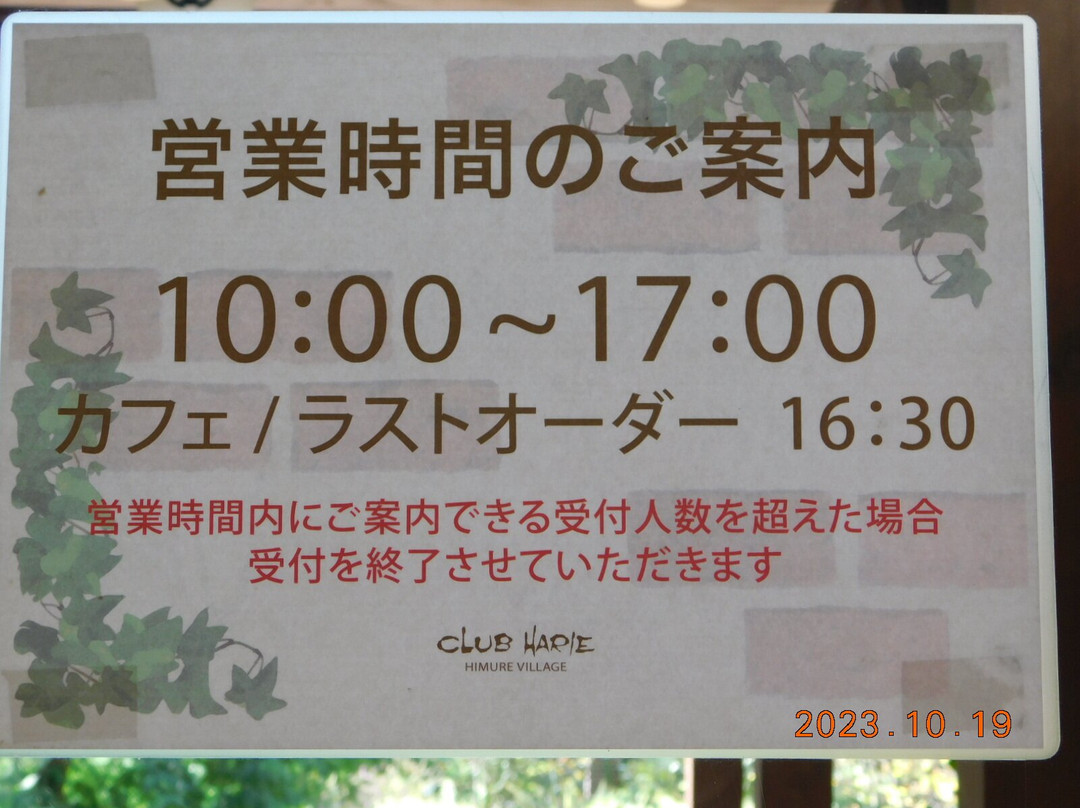 営業時間のご案内
10:00~17:00
カフェ/ラストオーダー 16:30
営業時間内にご案内できる受付人数を超えた場合
受付を終了させていただきます
CLUB HARIE
HIMURE VILLAGE
2023.10.19